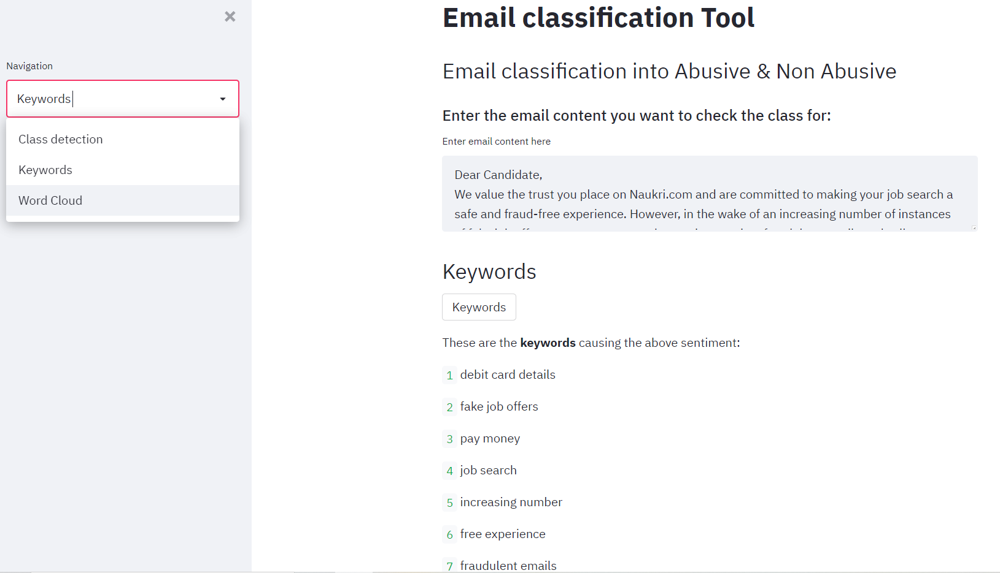 Navigation
Keywords
Class detection
Keywords
Word Cloud
Email classification Tool
Email classification into Abusive & Non Abusive
Enter the email content you want to check the class for:
Enter email content here
Dear Candidate,
We value the trust you place on Naukri.com and are committed to making your job search a
safe and fraud-free experience. However, in the wake of an increasing number of instances
Keywords
Keywords
These are the keywords causing the above sentiment:
1 debit card details
2 fake job offers
3 pay money
4 job search
5 increasing number
6 free experience
7 fraudulent emails